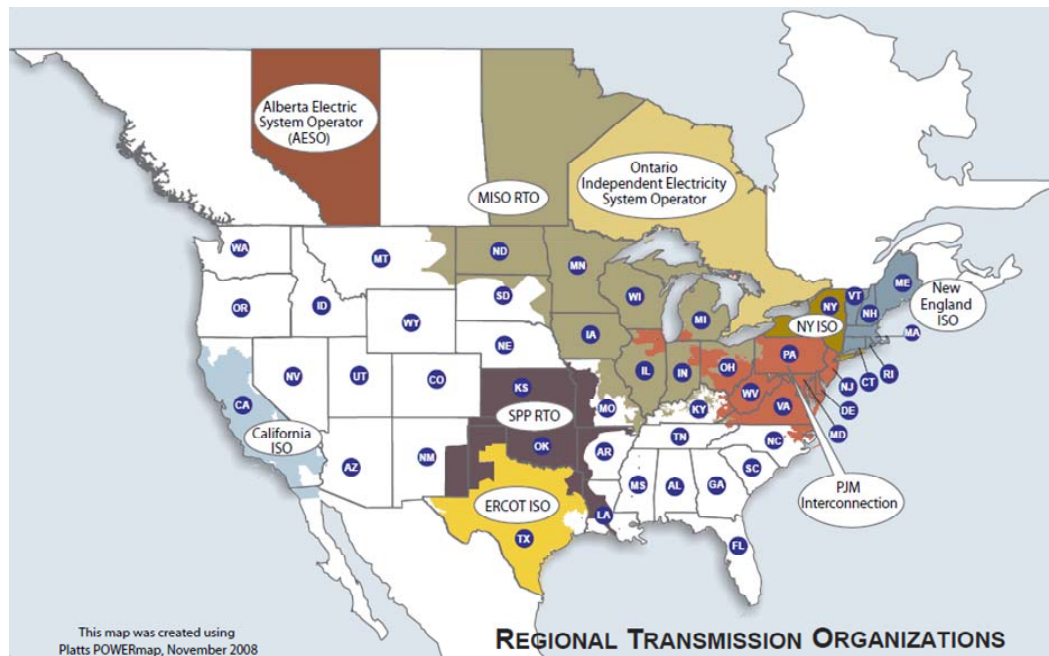 Alberta Electric
System Operator
(AESO)
MISO RTO
Ontario
Independent Electricity
System Operator
WA
MT
ND
MN
OR
ID
SD
WI
WY
MI
NY
VT
ME
NH
New
England
ISO
NY ISO
MA
NE
IA
PA
RI
CT
NJ
DE
MD
NV
UT
CO
IL
IN
OH
WV
VA
CA
KS
MO
KY
California
ISO
SPP RTO
TN
NC
AZ
NM
OK
AR
SC
PJM
Interconnection
MS
AL
GA
ERCOT ISO
LA
TX
FL
This map was created using
Platts POWERmap, November 2008
REGIONAL TRANSMISSION ORGANIZATIONS